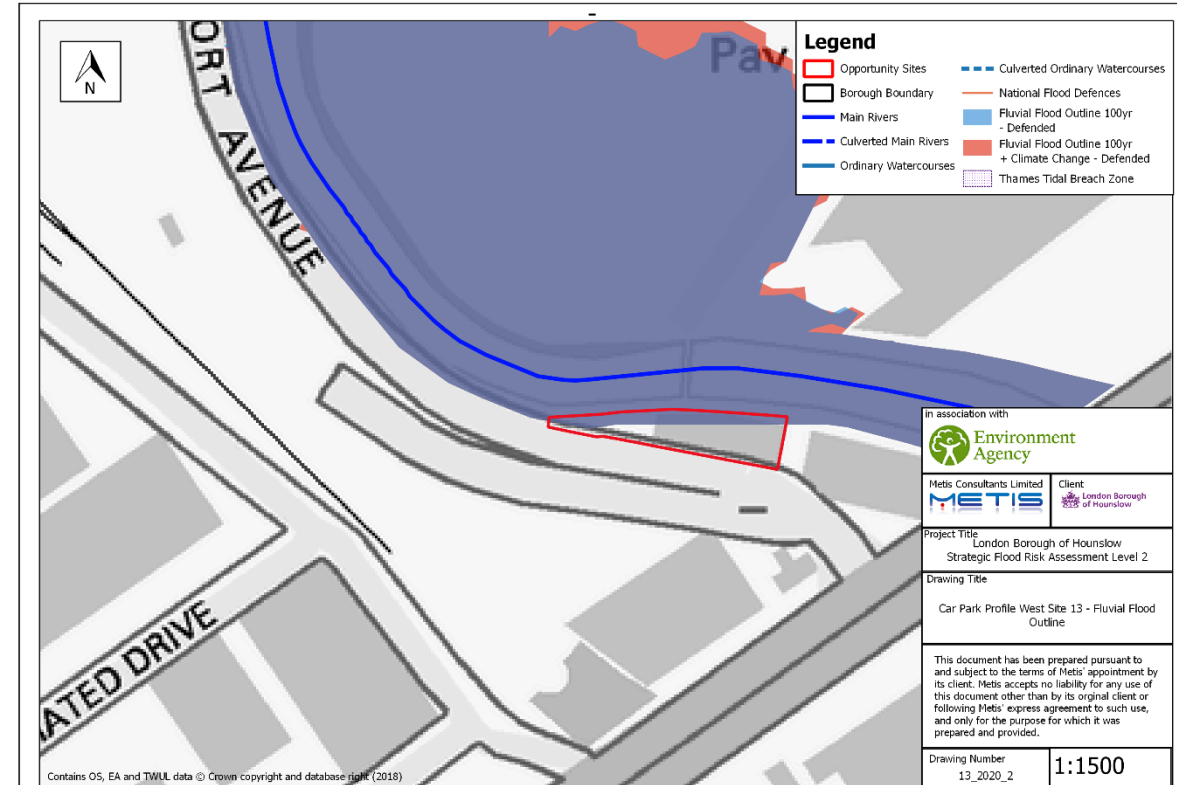 -
N
ORT AVENUE
Pav
Legend
Opportunity Sites
Borough Boundary
Main Rivers
Culverted Main Rivers
Ordinary Watercourses
Culverted Ordinary Watercourses
National Flood Defences
Fluvial Flood Outline 100yr
- Defended
Fluvial Flood Outline 100yr
+ Climate Change - Defended
Thames Tidal Breach Zone
IATED DRIVE
Contains OS, EA and TWUL data © Crown copyright and database right (2018)
in association with
Environment
Agency
Metis Consultants Limited
METIS
Client
London Borough
of Hounslow
Project Title
London Borough of Hounslow
Strategic Flood Risk Assessment Level 2
Drawing Title
Car Park Profile West Site 13 - Fluvial Flood
Outline
This document has been prepared pursuant to
and subject to the terms of Metis' appointment by
its client. Metis accepts no liability for any use of
this document other than by its orginal client or
following Metis' express agreement to such use,
and only for the purpose for which it was
prepared and provided.
Drawing Number
13_2020_2
1:1500